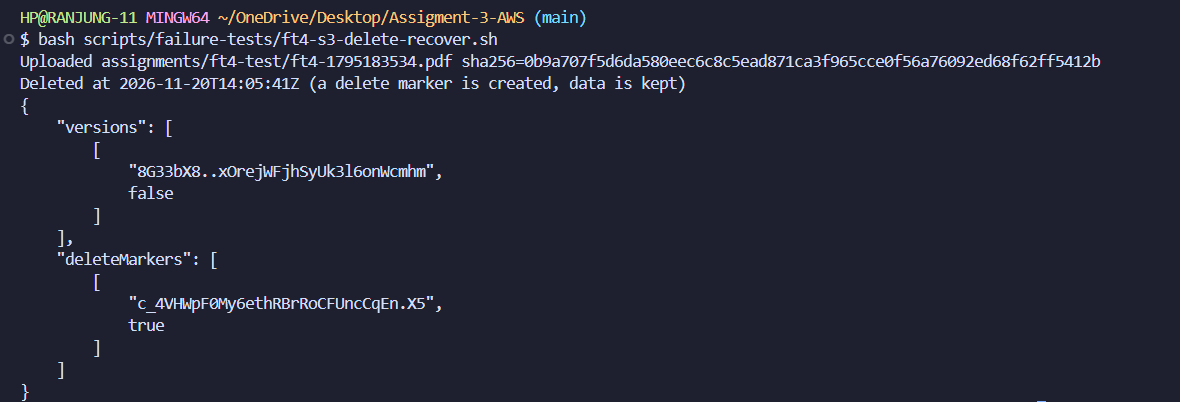 HP@RANJUNG-11 MINGW64 ~/OneDrive/Desktop/Assigment-3-AWS (main)
$ bash scripts/failure-tests/ft4-s3-delete-recover.sh
Uploaded assignments/ft4-test/ft4-1795183534.pdf sha256=0b9a707f5d6da580eec6c8c5ead871ca3f965cce0f56a76092ed68f62ff5412b
Deleted at 2026-11-20T14:05:41Z (a delete marker is created, data is kept)
{
    "versions": [
        [
            "8G33bX8..xOrejWFjhSyUk3l6onWcmhm",
            false
        ]
    ],
    "deleteMarkers": [
        [
            "c_4VHWpF0My6ethRBrRoCFUncCqEn.X5",
            true
        ]
    ]
}